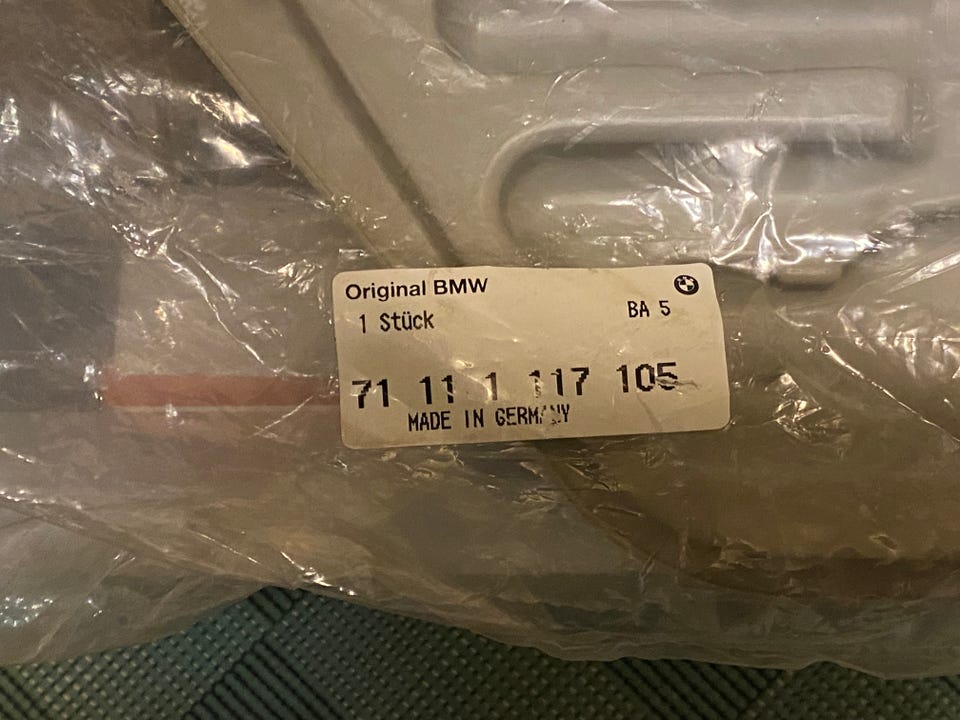 Original BMW
1 Stück BA 5
71 11 1 117 105
MADE IN GERMANY